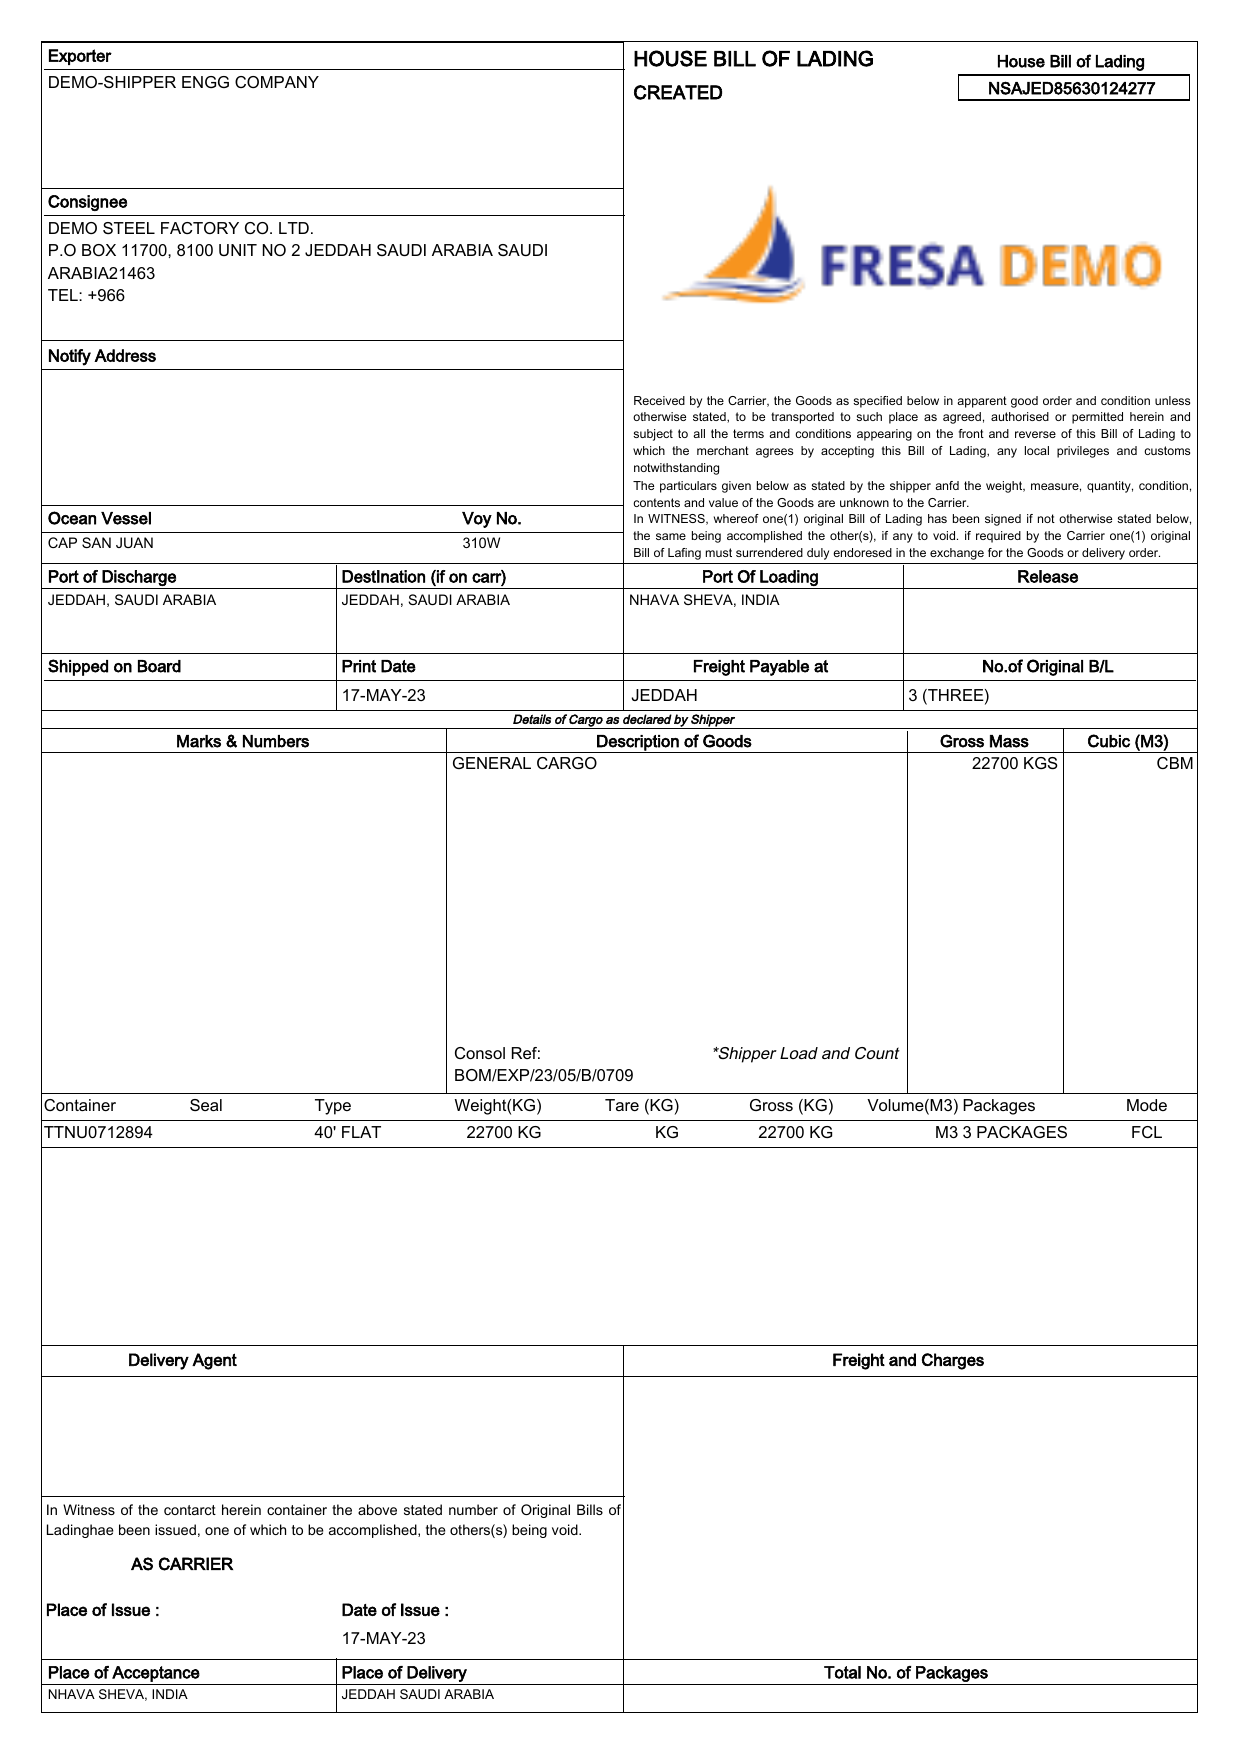 Exporter
DEMO-SHIPPER ENGG COMPANY
HOUSE BILL OF LADING
CREATED
House Bill of Lading
NSAJED85630124277
Consignee
DEMO STEEL FACTORY CO. LTD.
P.O BOX 11700, 8100 UNIT NO 2 JEDDAH SAUDI ARABIA SAUDI
ARABIA21463
TEL: +966
FRESA DEMO
Notify Address
Received by the Carrier, the Goods as specified below in apparent good order and condition unless
otherwise stated, to be transported to such place as agreed, authorised or permitted herein and
subject to all the terms and conditions appearing on the front and reverse of this Bill of Lading to
which the merchant agrees by accepting this Bill of Lading, any local privileges and customs
notwithstanding
The particulars given below as stated by the shipper anfd the weight, measure, quantity, condition,
contents and value of the Goods are unknown to the Carrier.
In WITNESS, whereof one(1) original Bill of Lading has been signed if not otherwise stated below,
the same being accomplished the other(s), if any to void. if required by the Carrier one(1) original
Bill of Lafing must surrendered duly endoresed in the exchange for the Goods or delivery order.
Ocean Vessel Voy No.
CAP SAN JUAN 310W
Port of Discharge DestInation (if on carr) Port Of Loading Release
JEDDAH, SAUDI ARABIA JEDDAH, SAUDI ARABIA NHAVA SHEVA, INDIA
Shipped on Board Print Date Freight Payable at No.of Original B/L
17-MAY-23 JEDDAH 3 (THREE)
Details of Cargo as declared by Shipper
Marks & Numbers Description of Goods Gross Mass Cubic (M3)
GENERAL CARGO 22700 KGS CBM
Consol Ref: *Shipper Load and Count
BOM/EXP/23/05/B/0709
Container Seal Type Weight(KG) Tare (KG) Gross (KG) Volume(M3) Packages Mode
TTNU0712894 40' FLAT 22700 KG KG 22700 KG M3 3 PACKAGES FCL
Delivery Agent Freight and Charges
In Witness of the contarct herein container the above stated number of Original Bills of
Ladinghae been issued, one of which to be accomplished, the others(s) being void.
AS CARRIER
Place of Issue : Date of Issue :
17-MAY-23
Place of Acceptance Place of Delivery Total No. of Packages
NHAVA SHEVA, INDIA JEDDAH SAUDI ARABIA